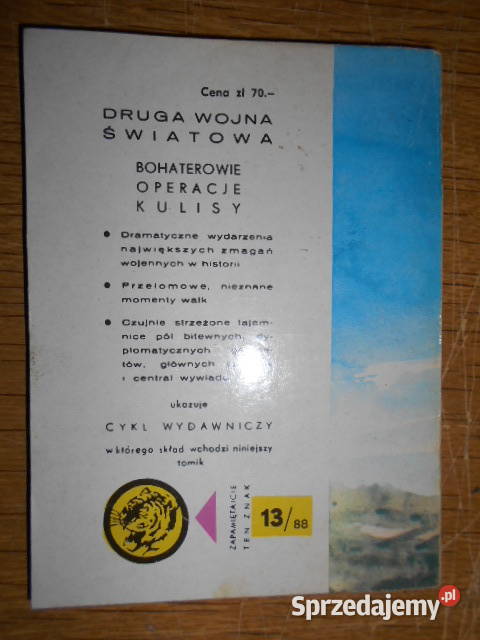 Cena zł 70.–
DRUGA WOJNA
ŚWIATOWA
BOHATEROWIE
OPERACJE
KULISY
● Dramatyczne wydarzenia
największych zmagań
wojennych w historii
● Przełomowe, nieznane
momenty walk
● Czujnie strzeżone tajem-
nice pól bitewnych,
plomatycznych
tów, głównych
i central
ukazuje
CYKL WYDAWNICZY
w którego skład wchodzi niniejszy
tomik
ZAPAMIĘTAJCIE
TEN ZNAK
13/88
Sprzedajemy.pl